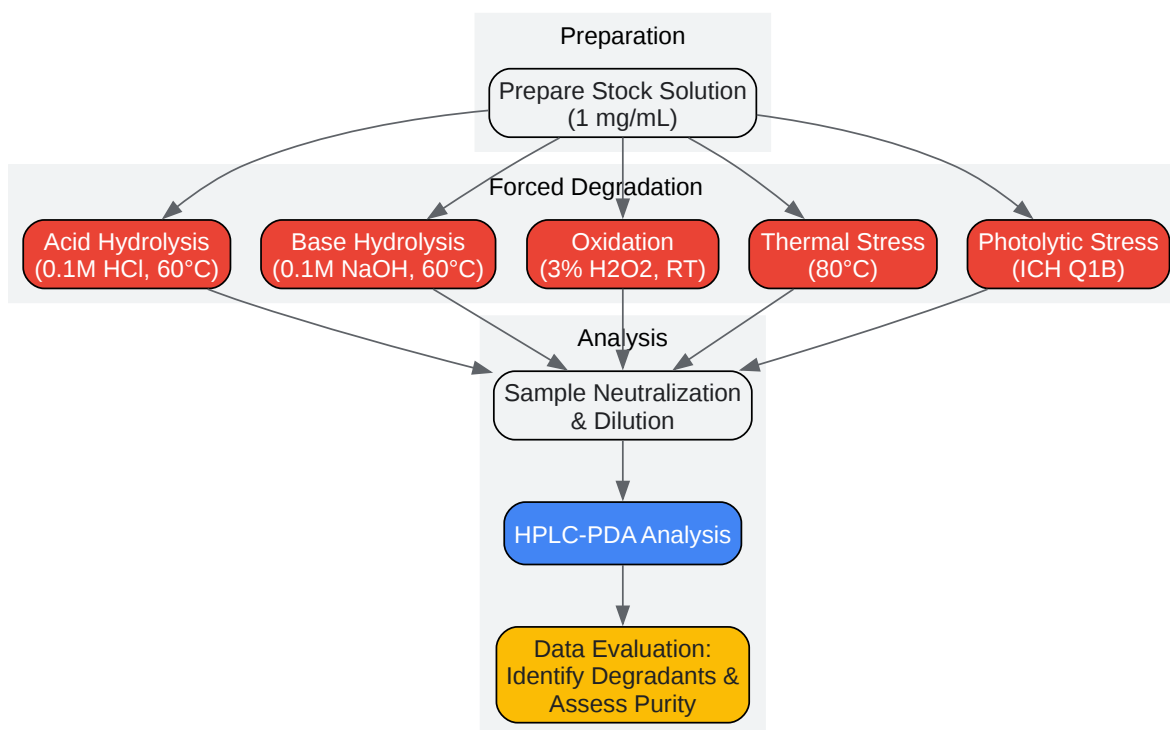 Preparation
Prepare Stock Solution
(1 mg/mL)
Forced Degradation
Acid Hydrolysis
(0.1M HCl, 60°C)
Base Hydrolysis
(0.1M NaOH, 60°C)
Oxidation
(3% H2O2, RT)
Thermal Stress
(80°C)
Photolytic Stress
(ICH Q1B)
Analysis
Sample Neutralization
& Dilution
HPLC-PDA Analysis
Data Evaluation:
Identify Degradants &
Assess Purity